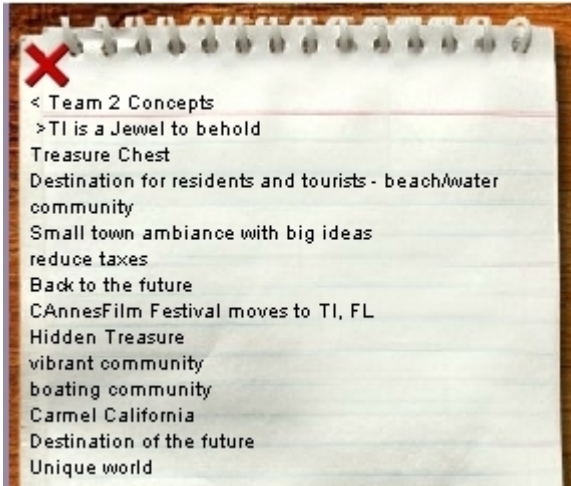 < Team 2 Concepts
>TI is a Jewel to behold
Treasure Chest
Destination for residents and tourists - beach/water
community
Small town ambiance with big ideas
reduce taxes
Back to the future
CAnnesFilm Festival moves to TI, FL
Hidden Treasure
vibrant community
boating community
Carmel California
Destination of the future
Unique world